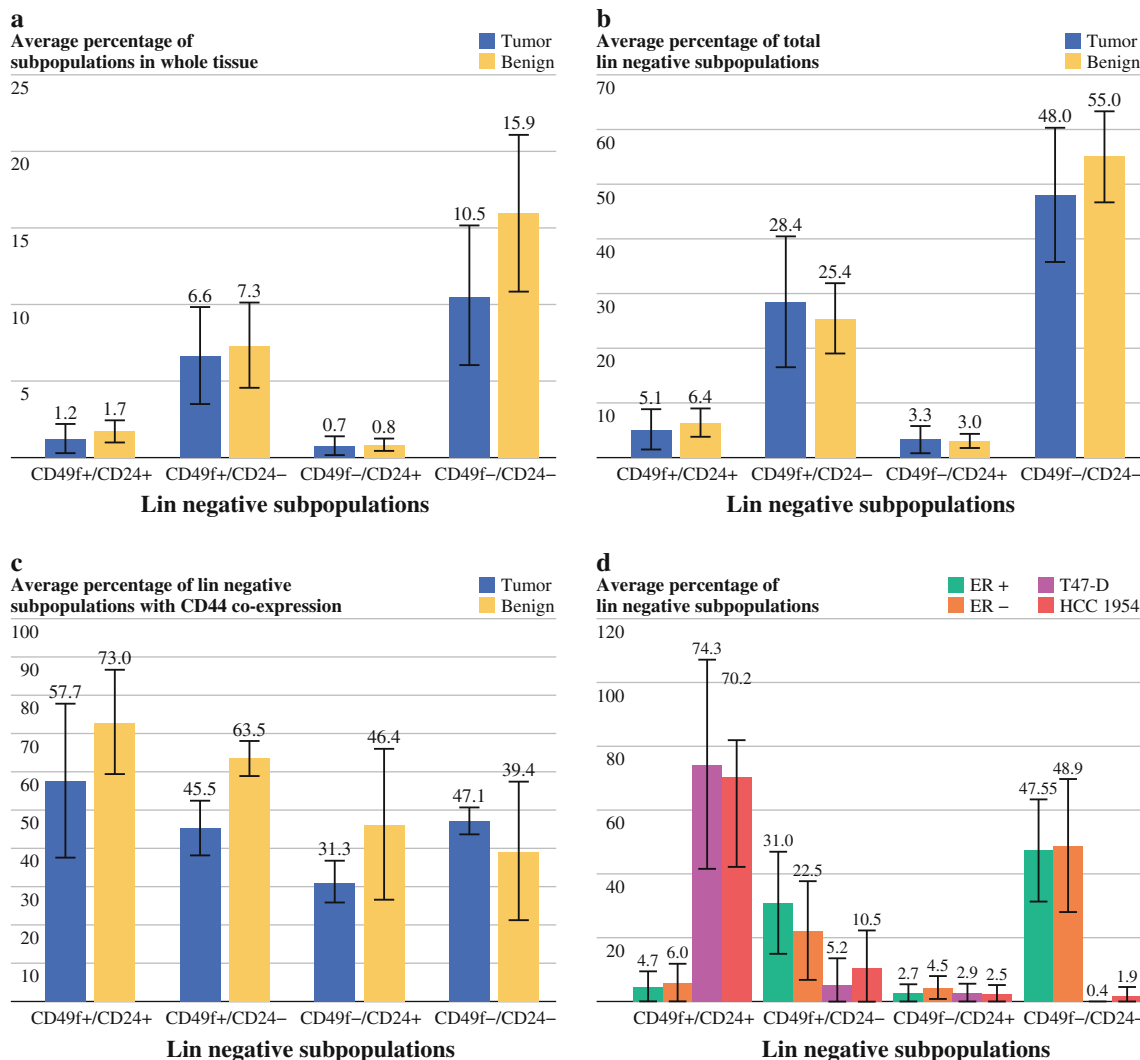 a
Average percentage of
subpopulations in whole tissue
Tumor
Benign
25
20
15
10
5
1.2
1.7
6.6
7.3
0.7
0.8
10.5
15.9
CD49f+/CD24+ CD49f+/CD24− CD49f−/CD24+ CD49f−/CD24−
Lin negative subpopulations
b
Average percentage of total
lin negative subpopulations
Tumor
Benign
70
60
50
40
30
20
10
5.1
6.4
28.4
25.4
3.3
3.0
48.0
55.0
CD49f+/CD24+ CD49f+/CD24− CD49f−/CD24+ CD49f−/CD24−
Lin negative subpopulations
c
Average percentage of lin negative
subpopulations with CD44 co-expression
Tumor
Benign
100
90
80
70
60
50
40
30
20
10
57.7
73.0
45.5
63.5
31.3
46.4
47.1
39.4
CD49f+/CD24+ CD49f+/CD24− CD49f−/CD24+ CD49f−/CD24−
Lin negative subpopulations
d
Average percentage of
lin negative subpopulations
ER +
ER −
T47-D
HCC 1954
120
100
80
60
40
20
4.7
6.0
74.3
70.2
31.0
22.5
5.2
10.5
2.7
4.5
2.9
2.5
47.55
48.9
0.4
1.9
CD49f+/CD24+ CD49f+/CD24− CD49f−/CD24+ CD49f−/CD24−
Lin negative subpopulations